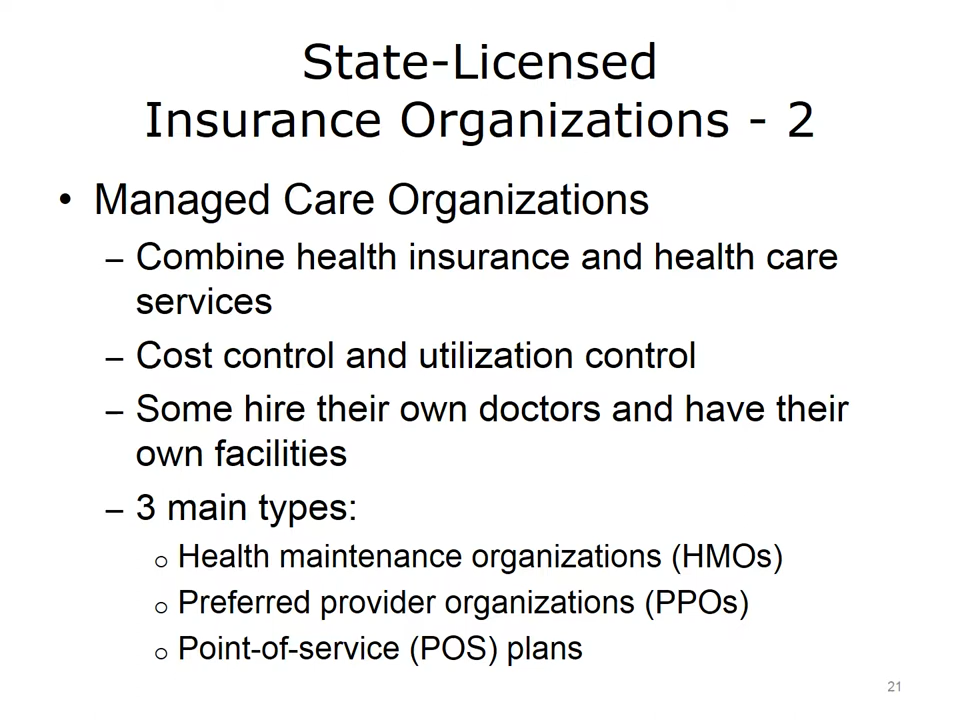 State-Licensed
Insurance Organizations - 2
• Managed Care Organizations
– Combine health insurance and health care
services
– Cost control and utilization control
– Some hire their own doctors and have their
own facilities
– 3 main types:
o Health maintenance organizations (HMOs)
o Preferred provider organizations (PPOs)
o Point-of-service (POS) plans
21